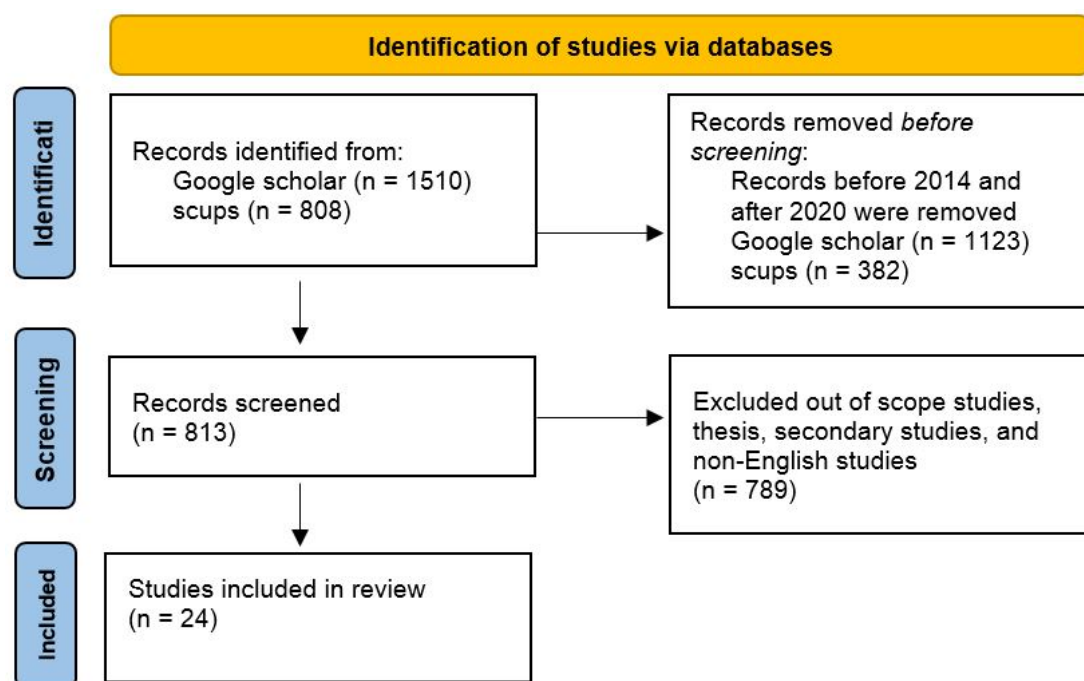 Identification of studies via databases
Identificati
Records identified from:
Google scholar (n = 1510)
scups (n = 808)
Records removed before
screening:
Records before 2014 and
after 2020 were removed
Google scholar (n = 1123)
scups (n = 382)
Screening
Records screened
(n = 813)
Excluded out of scope studies,
thesis, secondary studies, and
non-English studies
(n = 789)
Included
Studies included in review
(n = 24)